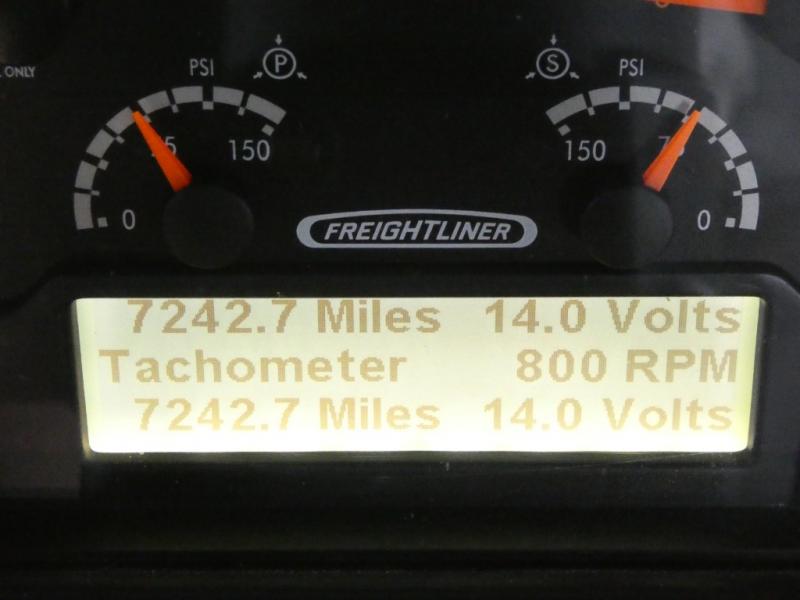 ONLY
PSI P
S PSI
150
150
0
0
FREIGHTLINER
7242.7 Miles 14.0 Volts
Tachometer 800 RPM
7242.7 Miles 14.0 Volts